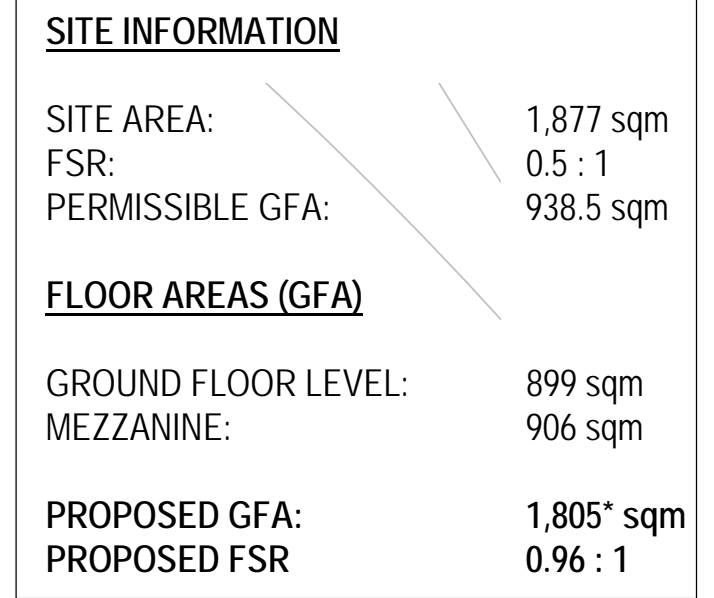 SITE INFORMATION
SITE AREA: 1,877 sqm
FSR: 0.5 : 1
PERMISSIBLE GFA: 938.5 sqm
FLOOR AREAS (GFA)
GROUND FLOOR LEVEL: 899 sqm
MEZZANINE: 906 sqm
PROPOSED GFA: 1,805* sqm
PROPOSED FSR 0.96 : 1